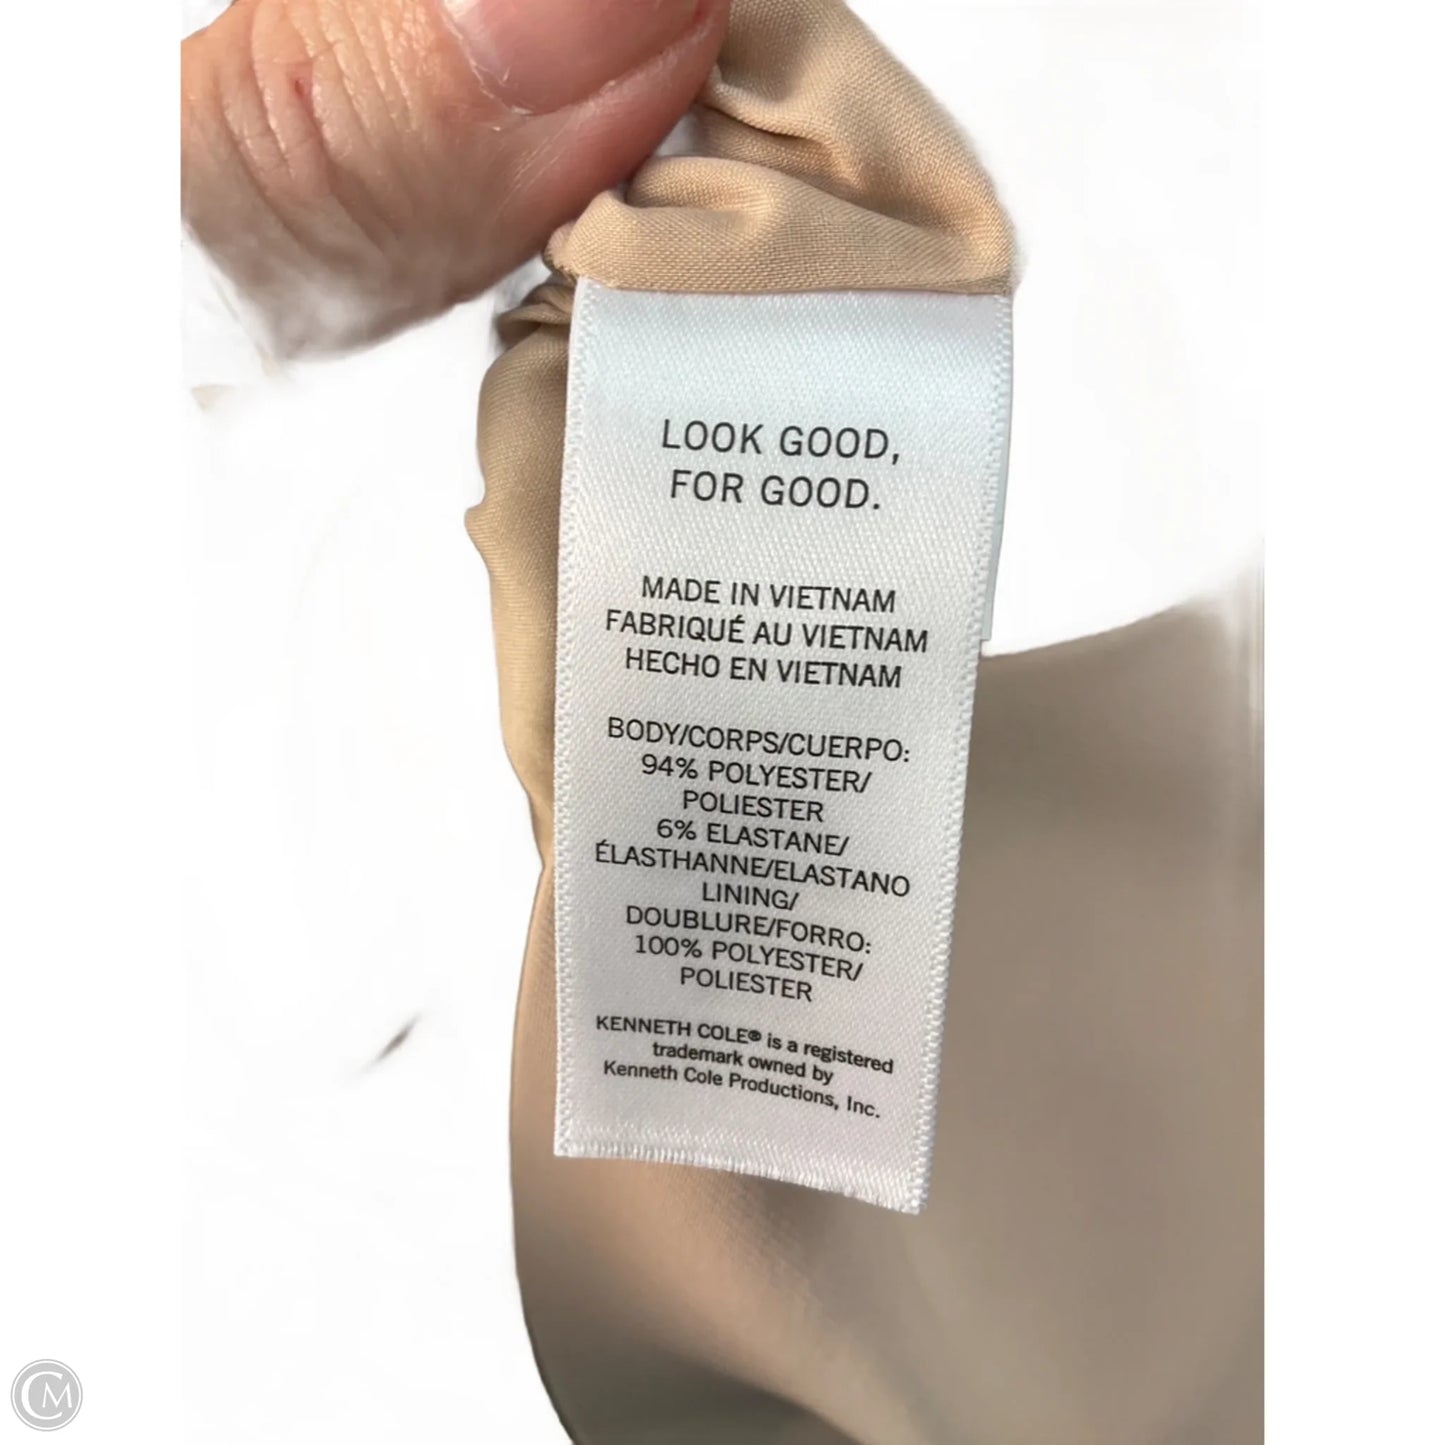 LOOK GOOD,
FOR GOOD.
MADE IN VIETNAM
FABRIQUÉ AU VIETNAM
HECHO EN VIETNAM
BODY/CORPS/CUERPO:
94% POLYESTER/
POLIESTER
6% ELASTANE/
ÉLASTHANNE/ELASTANO
LINING/
DOUBLURE/FORRO:
100% POLYESTER/
POLIESTER
KENNETH COLE® is a registered
trademark owned by
Kenneth Cole Productions, Inc.
CM